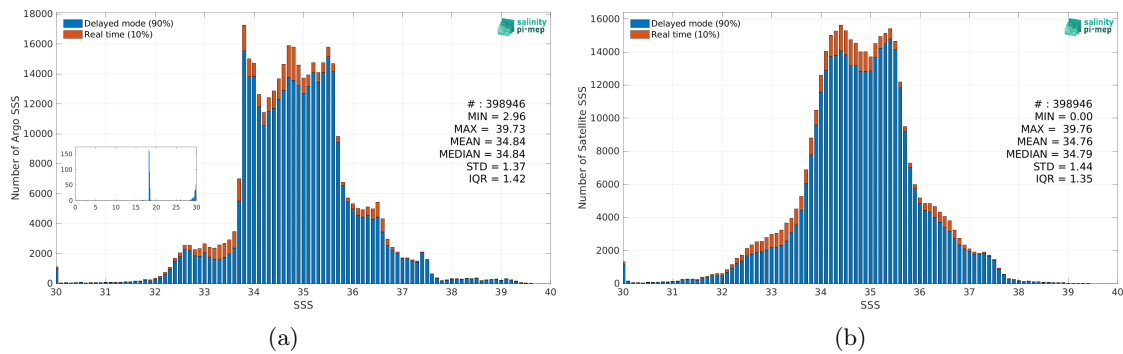 Delayed mode (90%)
Real time (10%)
salinity
pi-mep
18000
16000
14000
12000
10000
8000
6000
4000
2000
0
Number of Argo SSS
# : 398946
MIN = 2.96
MAX = 39.73
MEAN = 34.84
MEDIAN = 34.84
STD = 1.37
IQR = 1.42
150
100
50
0
0 5 10 15 20 25 30
30 31 32 33 34 35 36 37 38 39 40
SSS
(a)
Delayed mode (90%)
Real time (10%)
salinity
pi-mep
16000
14000
12000
10000
8000
6000
4000
2000
0
Number of Satellite SSS
# : 398946
MIN = 0.00
MAX = 39.76
MEAN = 34.76
MEDIAN = 34.79
STD = 1.44
IQR = 1.35
30 31 32 33 34 35 36 37 38 39 40
SSS
(b)